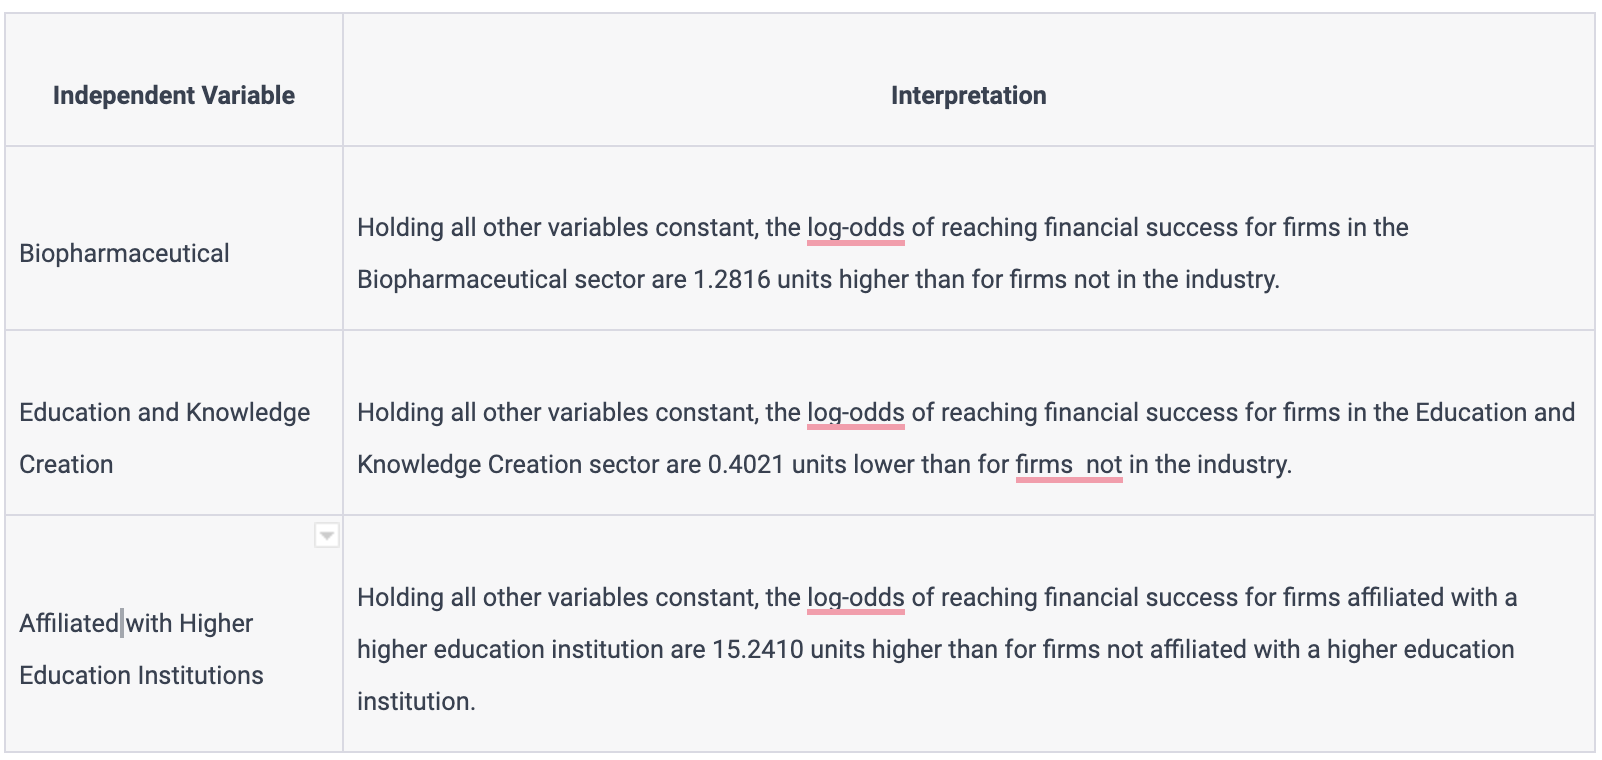 Independent Variable
Interpretation
Biopharmaceutical
Holding all other variables constant, the log-odds of reaching financial success for firms in the
Biopharmaceutical sector are 1.2816 units higher than for firms not in the industry.
Education and Knowledge
Creation
Holding all other variables constant, the log-odds of reaching financial success for firms in the Education and
Knowledge Creation sector are 0.4021 units lower than for firms  not in the industry.
Affiliated with Higher
Education Institutions
Holding all other variables constant, the log-odds of reaching financial success for firms affiliated with a
higher education institution are 15.2410 units higher than for firms not affiliated with a higher education
institution.